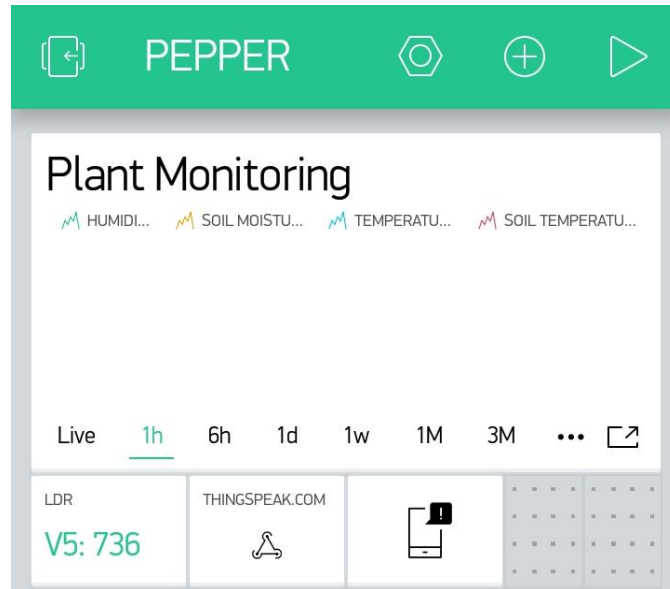 PEPPER
Plant Monitoring
HUMIDI... SOIL MOISTU... TEMPERATU... SOIL TEMPERATU...
Live 1h 6h 1d 1w 1M 3M •••
LDR THINGSPEAK.COM
V5: 736